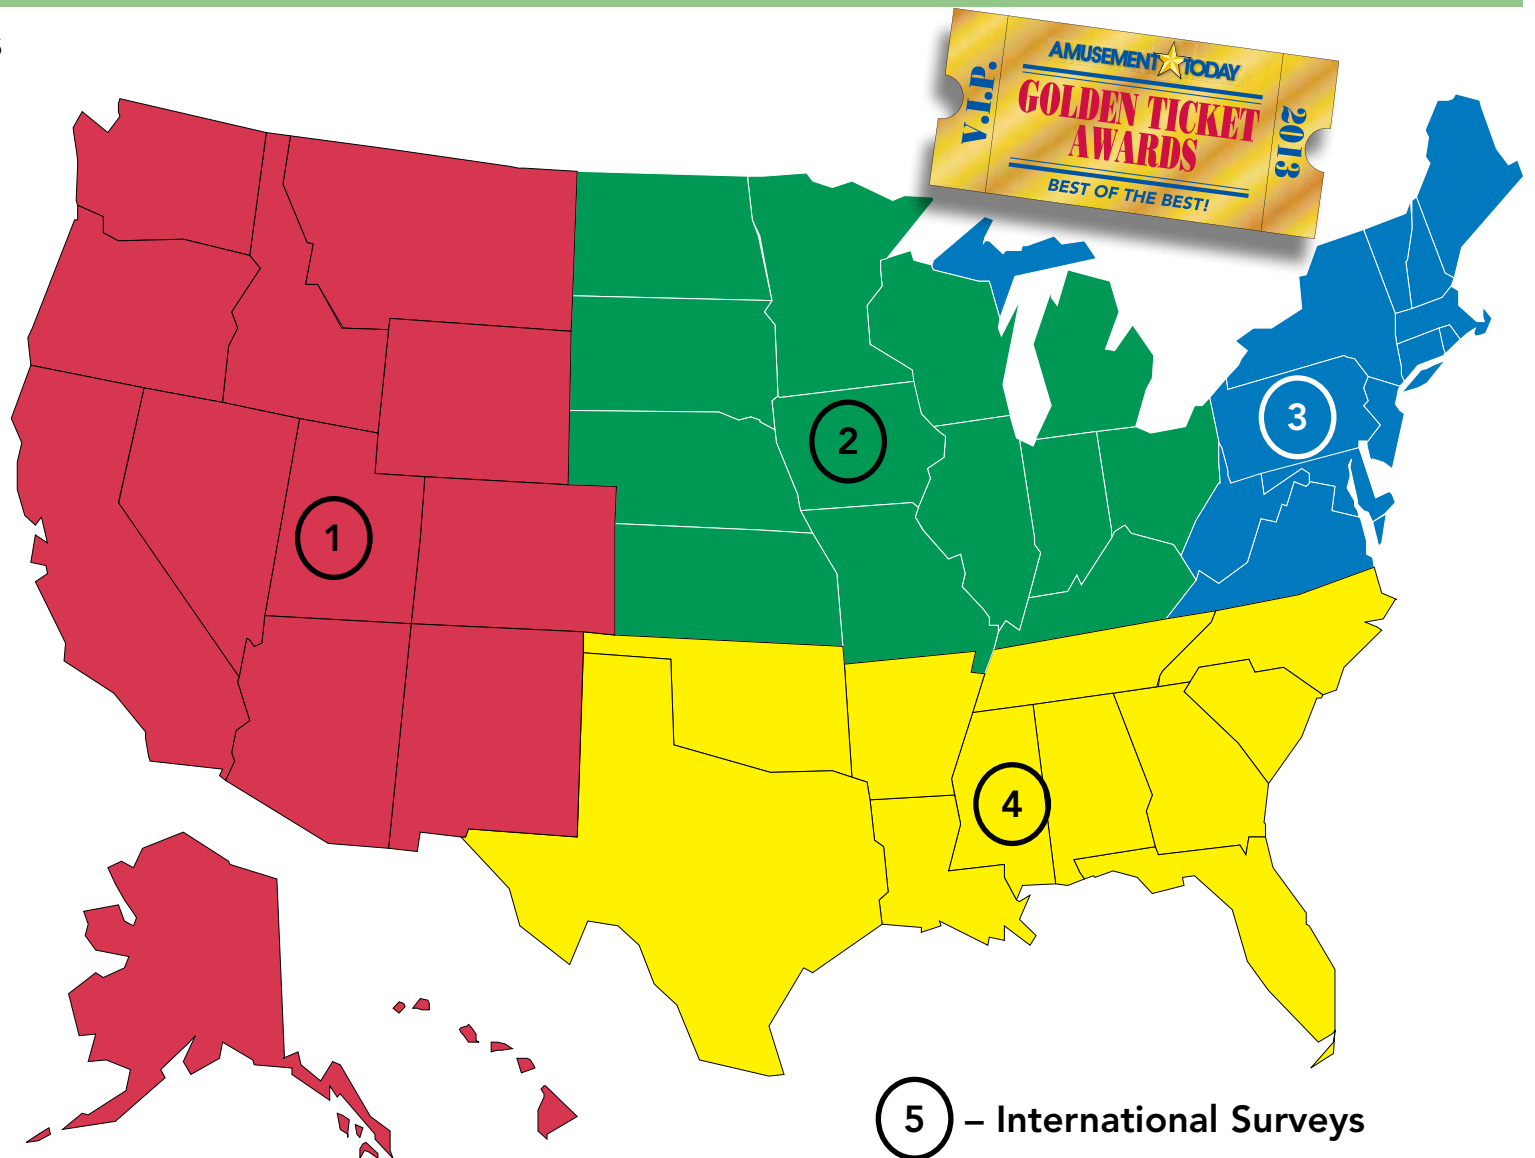 s
AMUSEMENT TODAY
V.I.P.
GOLDEN TICKET
AWARDS
2013
BEST OF THE BEST!
3
2
1
4
5 – International Surveys